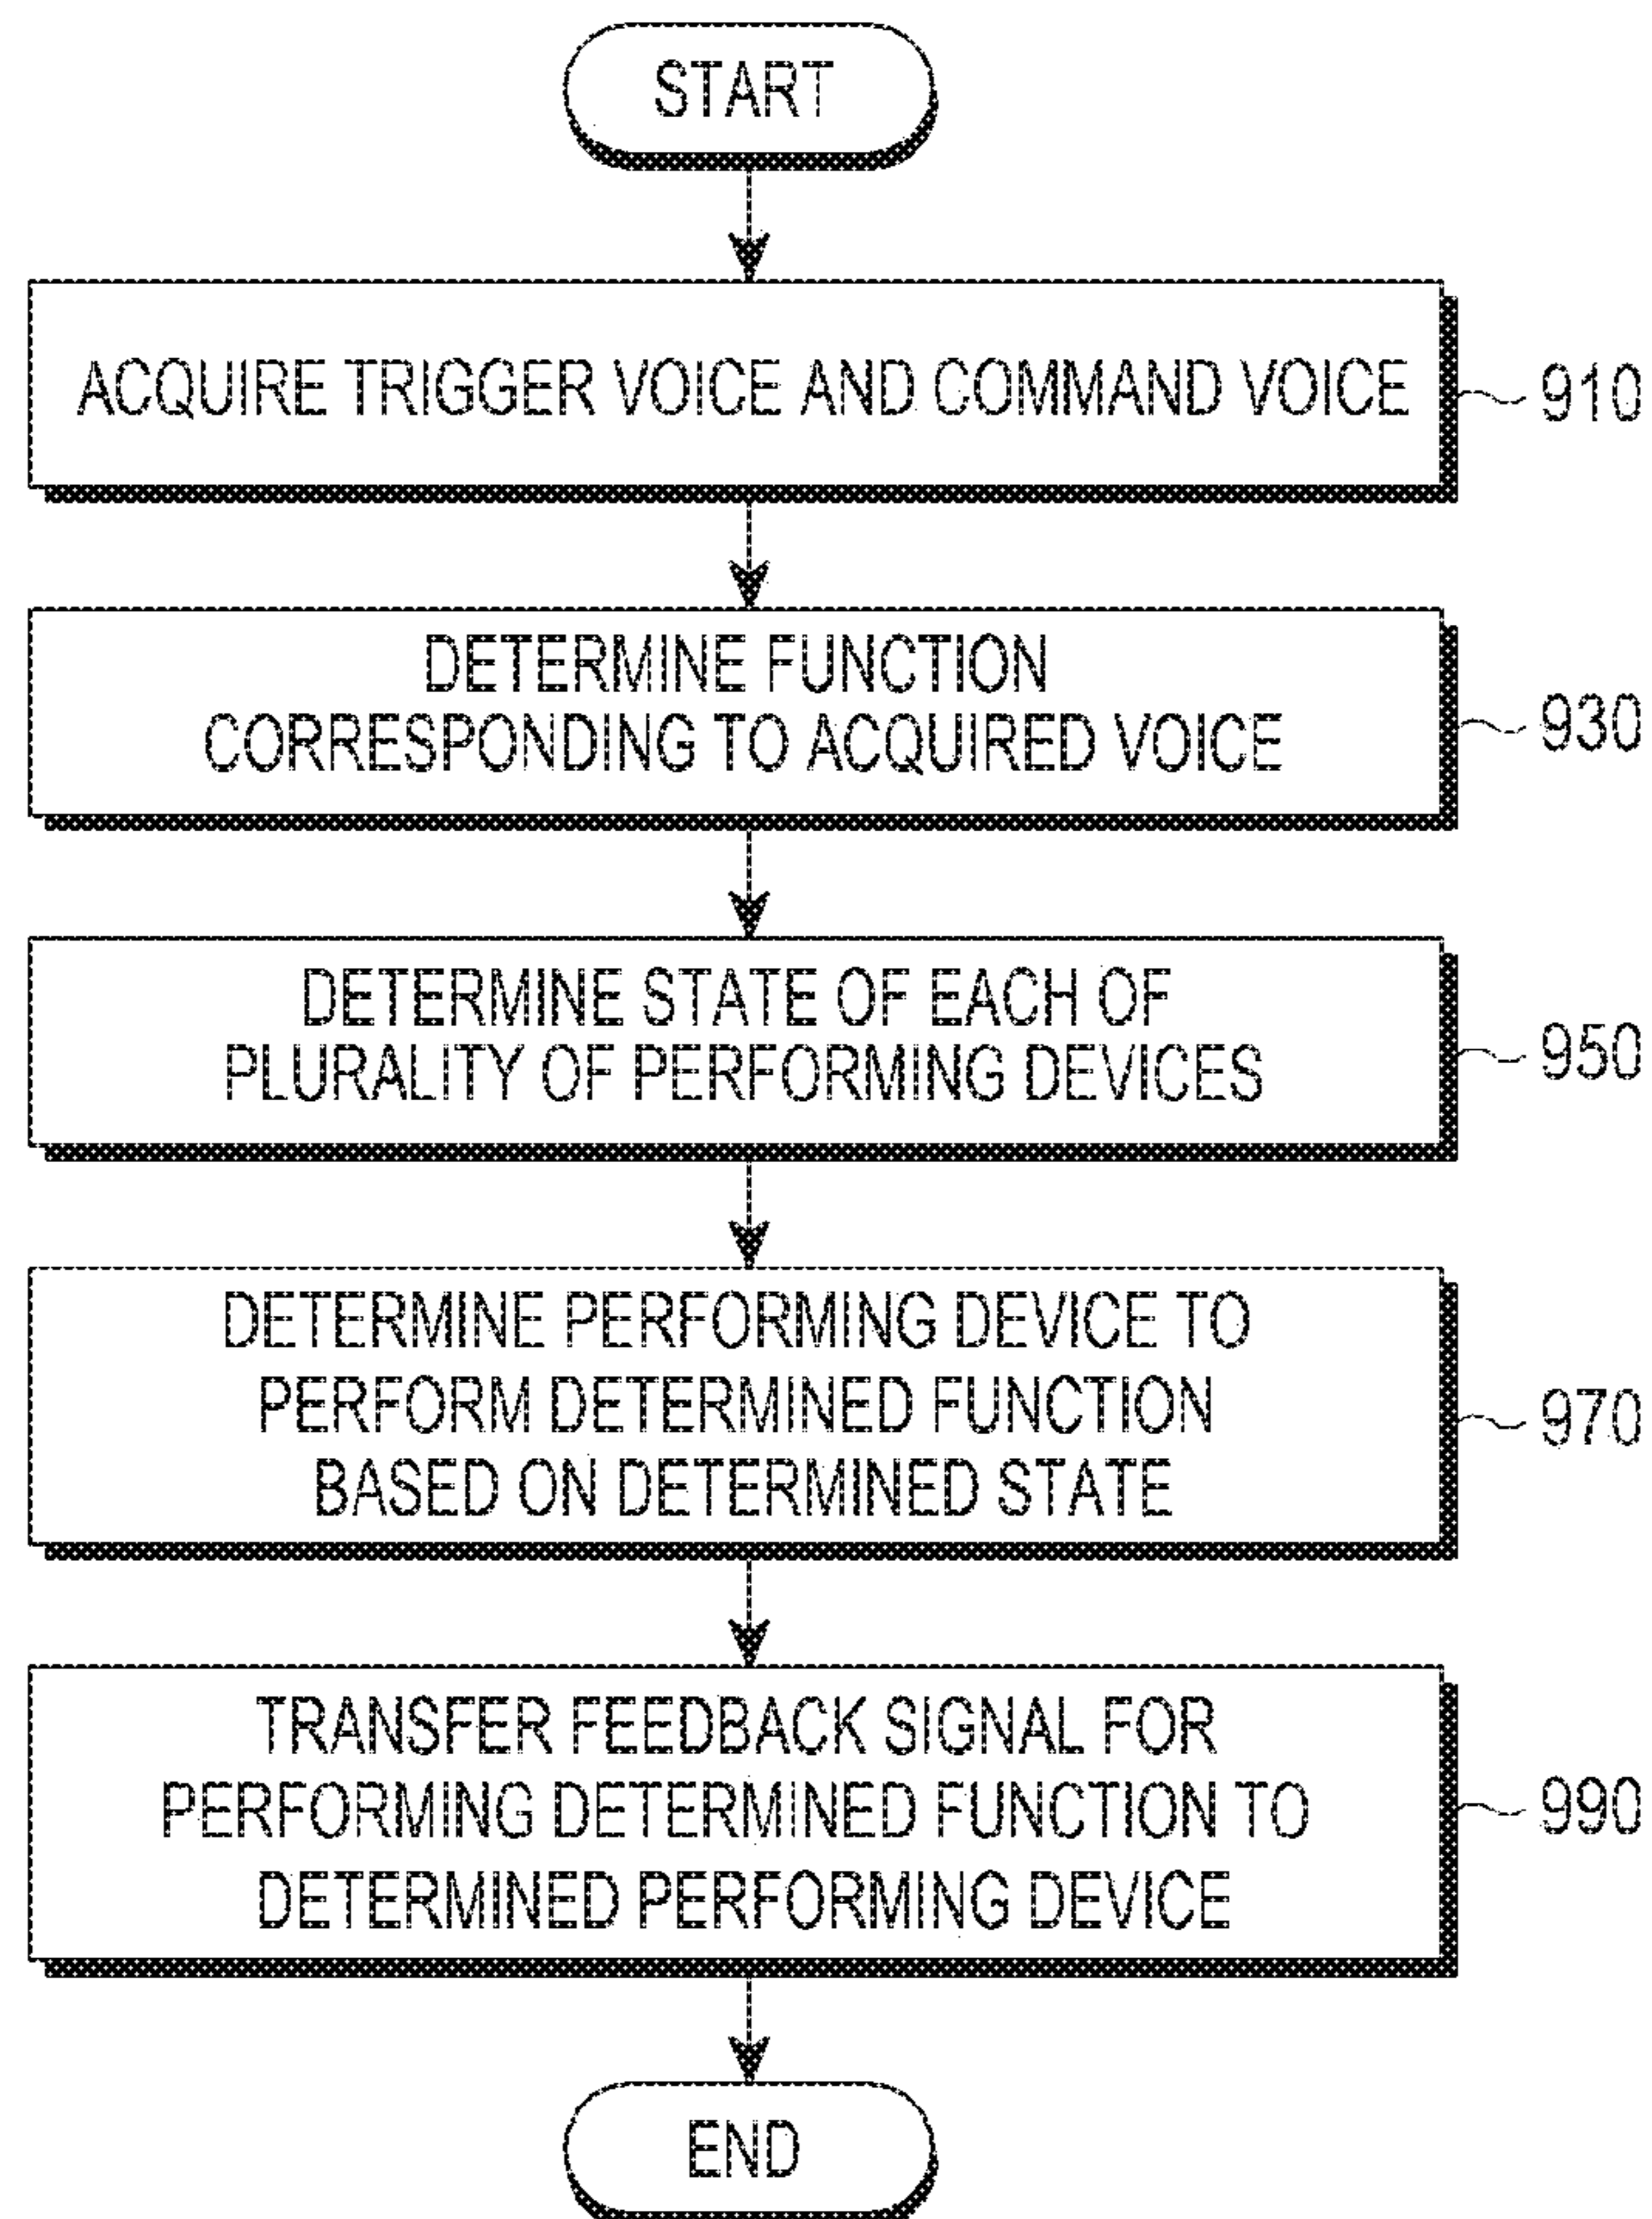 START
ACQUIRE TRIGGER VOICE AND COMMAND VOICE
910
DETERMINE FUNCTION
CORRESPONDING TO ACQUIRED VOICE
930
DETERMINE STATE OF EACH OF
PLURALITY OF PERFORMING DEVICES
950
DETERMINE PERFORMING DEVICE TO
PERFORM DETERMINED FUNCTION
BASED ON DETERMINED STATE
970
TRANSFER FEEDBACK SIGNAL FOR
PERFORMING DETERMINED FUNCTION TO
DETERMINED PERFORMING DEVICE
990
END